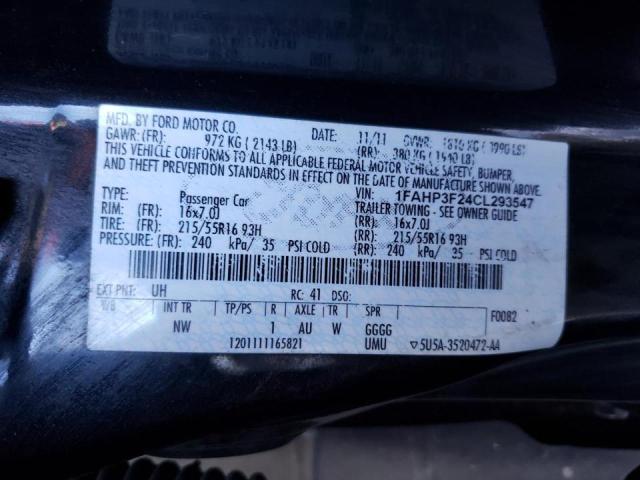 MFD. BY FORD MOTOR CO. DATE: 11/11 GVWR:
GAWR: (FR): 972 KG ( 2143 LB) (RR):
THIS VEHICLE CONFORMS TO ALL APPLICABLE FEDERAL MOTOR VEHICLE SAFETY, BUMPER,
AND THEFT PREVENTION STANDARDS IN EFFECT ON THE DATE OF MANUFACTURE SHOWN ABOVE.
VIN: 1FAHP3F24CL293547
TYPE: Passenger Car TRAILER TOWING - SEE OWNER GUIDE
RIM: (FR): 16x7.0J (RR): 16x7.0J
TIRE: (FR): 215/55R16 93H (RR): 215/55R16 93H
PRESSURE: (FR): 240 kPa/ 35 PSI COLD (RR): 240 kPa/ 35 PSI COLD
EXT PNT: UH RC: 41 DSO: F0082
INT TR TP/PS R AXLE TR SPR
NW 1 AU W GGGG
1201111165821 UMU ▽5U5A-3520472-AA